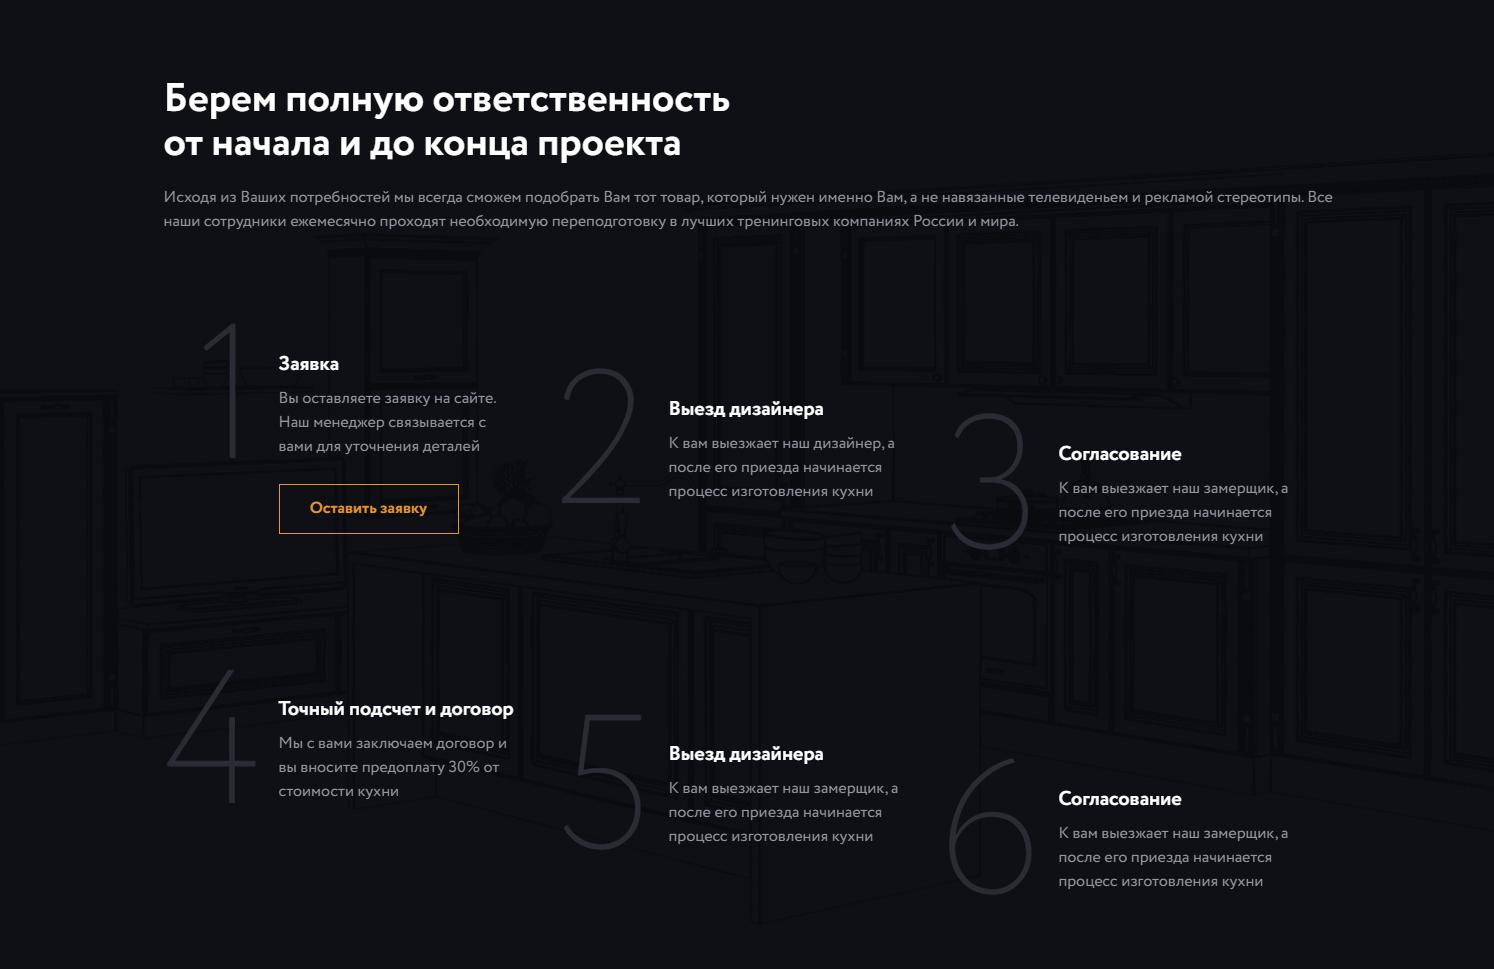 Берем полную ответственность
от начала и до конца проекта
Исходя из Ваших потребностей мы всегда сможем подобрать Вам тот товар, который нужен именно Вам, а не навязанные телевиденьем и рекламой стереотипы. Все
наши сотрудники ежемесячно проходят необходимую переподготовку в лучших тренинговых компаниях России и мира.
1
Заявка
Вы оставляете заявку на сайте.
Наш менеджер связывается с
вами для уточнения деталей
Оставить заявку
2
Выезд дизайнера
К вам выезжает наш дизайнер, а
после его приезда начинается
процесс изготовления кухни
3
Согласование
К вам выезжает наш замерщик, а
после его приезда начинается
процесс изготовления кухни
4
Точный подсчет и договор
Мы с вами заключаем договор и
вы вносите предоплату 30% от
стоимости кухни
5
Выезд дизайнера
К вам выезжает наш замерщик, а
после его приезда начинается
процесс изготовления кухни
6
Согласование
К вам выезжает наш замерщик, а
после его приезда начинается
процесс изготовления кухни